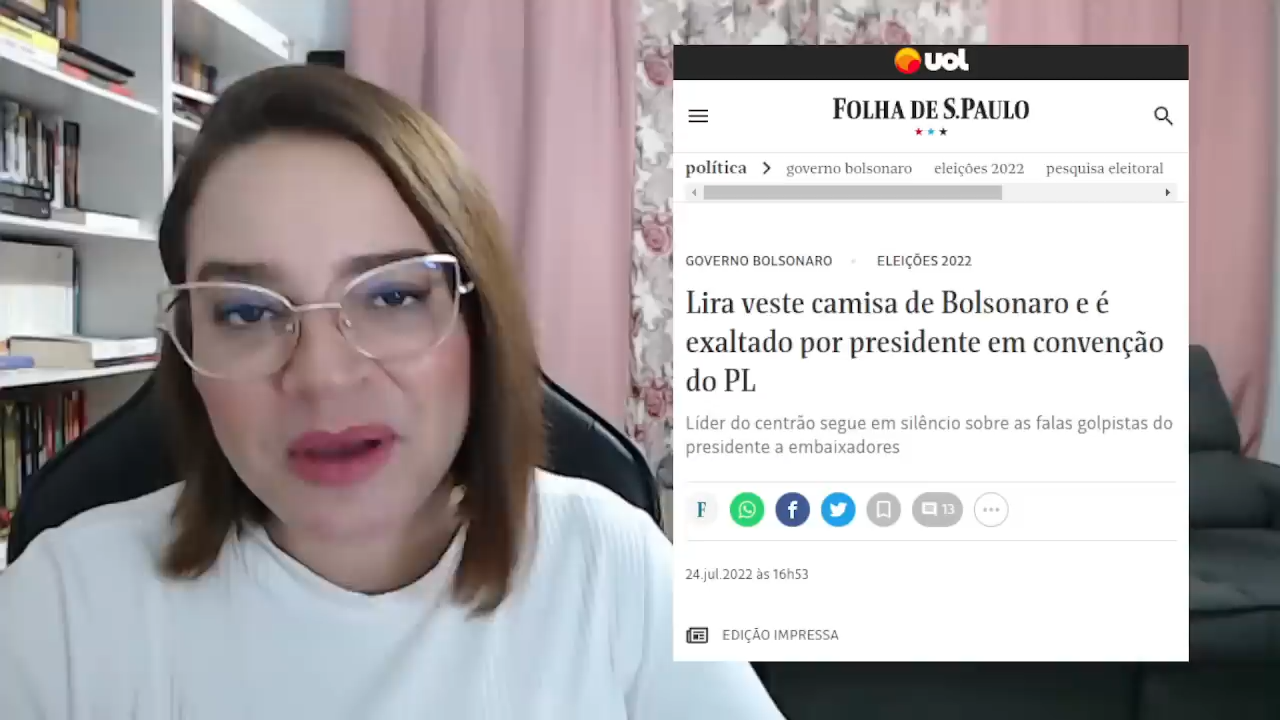 uol
FOLHA DE S.PAULO
política governo bolsonaro eleições 2022 pesquisa eleitoral
GOVERNO BOLSONARO ELEIÇÕES 2022
Lira veste camisa de Bolsonaro e é
exaltado por presidente em convenção
do PL
Líder do centrão segue em silêncio sobre as falas golpistas do
presidente a embaixadores
F 13
24.jul.2022 às 16h53
EDIÇÃO IMPRESSA